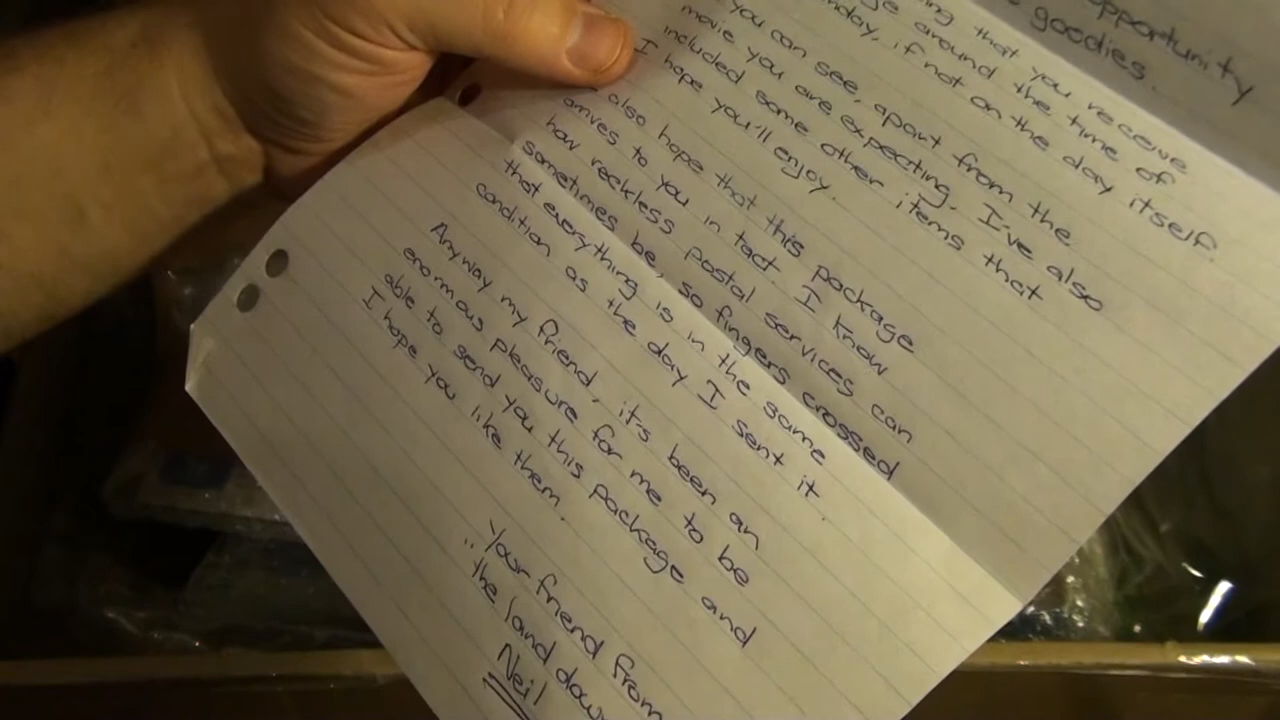 opportunity
goodies.
ing that you receive
around the time of
day, if not on the day itself.
you can see, apart from the
movie you are expecting, I've also
included some other items that
I hope you'll enjoy.
also hope that this package
arrives to you in tact. I know
how reckless postal services can
sometimes be, so fingers crossed
that everything is in the same
condition as the day I sent it.
Anyway my friend, it's been an
enormous pleasure for me to be
able to send you this package and
I hope you like them.
Your friend from
"the land dow
Neil